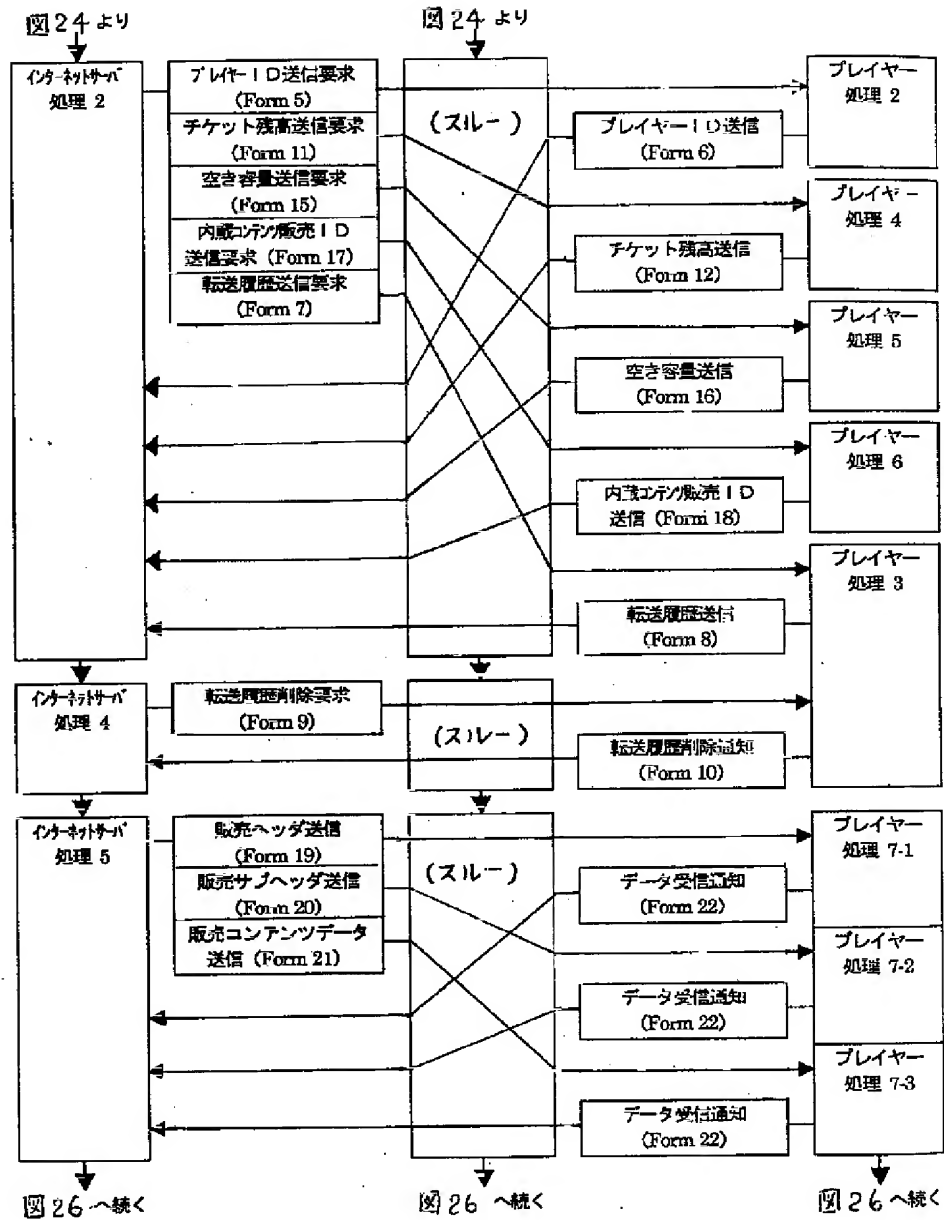 図24より
図24より
インターネットサーバ
処理 2
プレイヤーＩＤ送信要求
(Form 5)
チケット残高送信要求
(Form 11)
空き容量送信要求
(Form 15)
内蔵コンテンツ販売ＩＤ
送信要求 (Form 17)
転送履歴送信要求
(Form 7)
(スルー)
プレイヤーＩＤ送信
(Form 6)
プレイヤー
処理 2
チケット残高送信
(Form 12)
プレイヤー
処理 4
空き容量送信
(Form 16)
プレイヤー
処理 5
内蔵コンテンツ販売ＩＤ
送信 (Form 18)
プレイヤー
処理 6
転送履歴送信
(Form 8)
プレイヤー
処理 3
インターネットサーバ
処理 4
転送履歴削除要求
(Form 9)
(スルー)
転送履歴削除通知
(Form 10)
インターネットサーバ
処理 5
販売ヘッダ送信
(Form 19)
販売サブヘッダ送信
(Form 20)
販売コンテンツデータ
送信 (Form 21)
(スルー)
データ受信通知
(Form 22)
プレイヤー
処理 7-1
データ受信通知
(Form 22)
プレイヤー
処理 7-2
データ受信通知
(Form 22)
プレイヤー
処理 7-3
図26へ続く
図26へ続く
図26へ続く